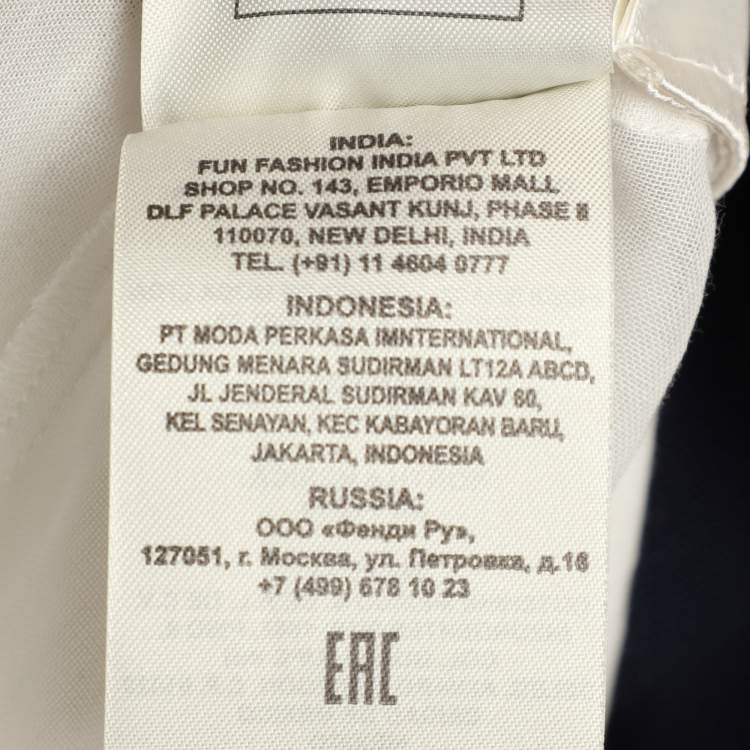 INDIA:
FUN FASHION INDIA PVT LTD
SHOP NO. 143, EMPORIO MALL
DLF PALACE VASANT KUNJ, PHASE II
110070, NEW DELHI, INDIA
TEL. (+91) 11 4604 0777
INDONESIA:
PT MODA PERKASA IMNTERNATIONAL,
GEDUNG MENARA SUDIRMAN LT12A ABCD,
JL JENDERAL SUDIRMAN KAV 60,
KEL SENAYAN, KEC KABAYORAN BARU,
JAKARTA, INDONESIA
RUSSIA:
ООО «Фенди Ру»,
127051, г. Москва, ул. Петровка, д.16
+7 (499) 678 10 23
EAC